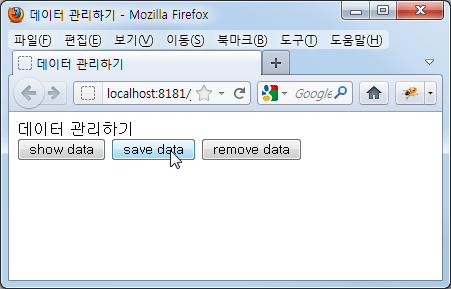 데이터 관리하기 - Mozilla Firefox
파일(F) 편집(E) 보기(V) 이동(S) 북마크(B) 도구(T) 도움말(H)
데이터 관리하기
localhost:8181/ Google
데이터 관리하기
show data save data remove data